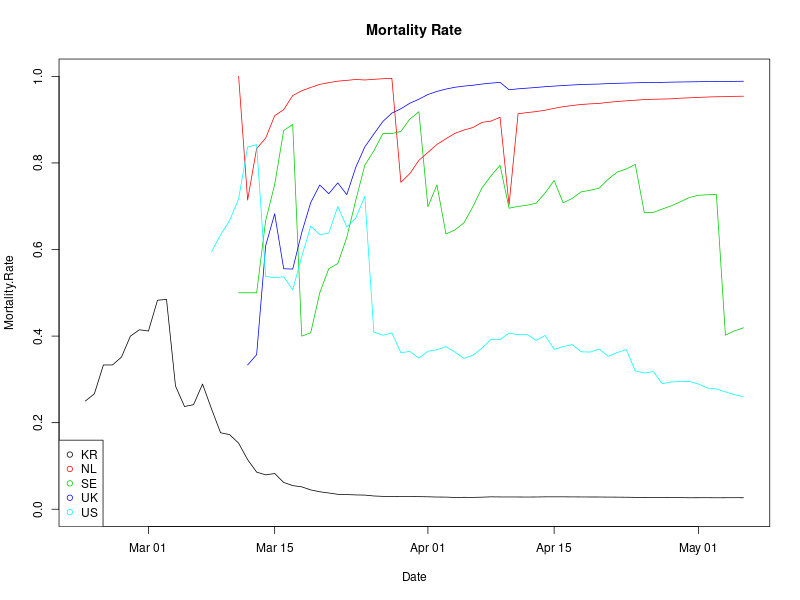 Mortality Rate
Mortality.Rate
1.0
0.8
0.6
0.4
0.2
0.0
KR
NL
SE
UK
US
Mar 01
Mar 15
Apr 01
Apr 15
May 01
Date